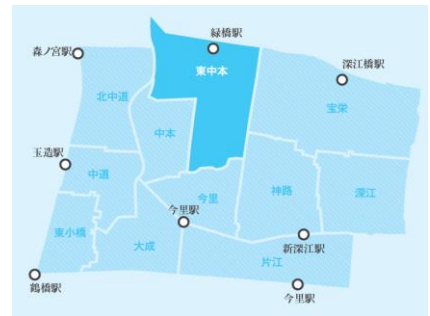 緑橋駅
森ノ宮駅
東中本
深江橋駅
北中道
宝栄
中本
玉造駅
中道
今里
神路
深江
今里駅
東小橋
大成
新深江駅
片江
鶴橋駅
今里駅